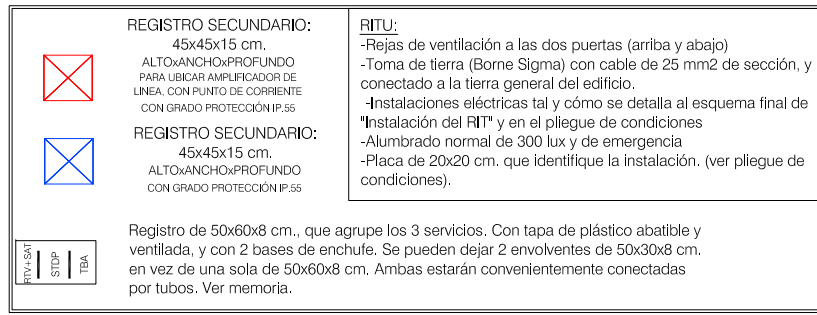 REGISTRO SECUNDARIO:
45x45x15 cm.
ALTOxANCHOxPROFUNDO
PARA UBICAR AMPLIFICADOR DE
LINEA, CON PUNTO DE CORRIENTE
CON GRADO PROTECCIÓN IP.55
REGISTRO SECUNDARIO:
45x45x15 cm.
ALTOxANCHOxPROFUNDO
CON GRADO PROTECCIÓN IP.55
RITU:
-Rejas de ventilación a las dos puertas (arriba y abajo)
-Toma de tierra (Borne Sigma) con cable de 25 mm2 de sección, y
conectado a la tierra general del edificio.
-Instalaciones eléctricas tal y cómo se detalla al esquema final de
"Instalación del RIT" y en el pliegue de condiciones
-Alumbrado normal de 300 lux y de emergencia
-Placa de 20x20 cm. que identifique la instalación. (ver pliegue de
condiciones).
RTV+SAT
STDP
TBA
Registro de 50x60x8 cm., que agrupe los 3 servicios. Con tapa de plástico abatible y
ventilada, y con 2 bases de enchufe. Se pueden dejar 2 envolventes de 50x30x8 cm.
en vez de una sola de 50x60x8 cm. Ambas estarán convenientemente conectadas
por tubos. Ver memoria.